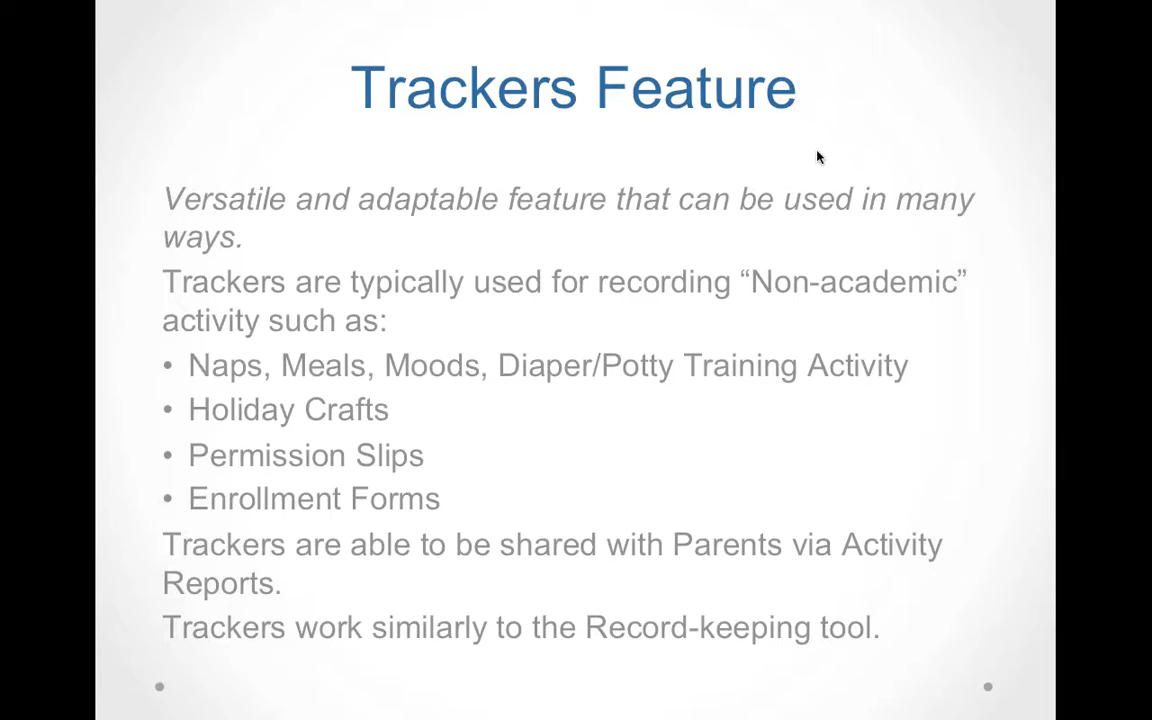 Trackers Feature
Versatile and adaptable feature that can be used in many
ways.
Trackers are typically used for recording “Non-academic”
activity such as:
• Naps, Meals, Moods, Diaper/Potty Training Activity
• Holiday Crafts
• Permission Slips
• Enrollment Forms
Trackers are able to be shared with Parents via Activity
Reports.
Trackers work similarly to the Record-keeping tool.